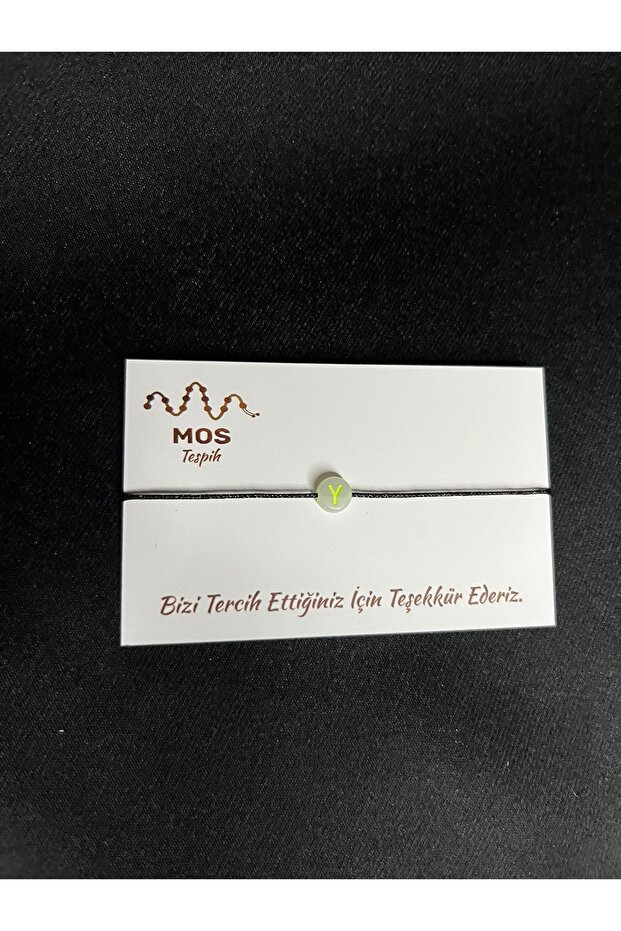 MOS
Tespih
Y
Bizi Tercih Ettiğiniz İçin Teşekkür Ederiz.